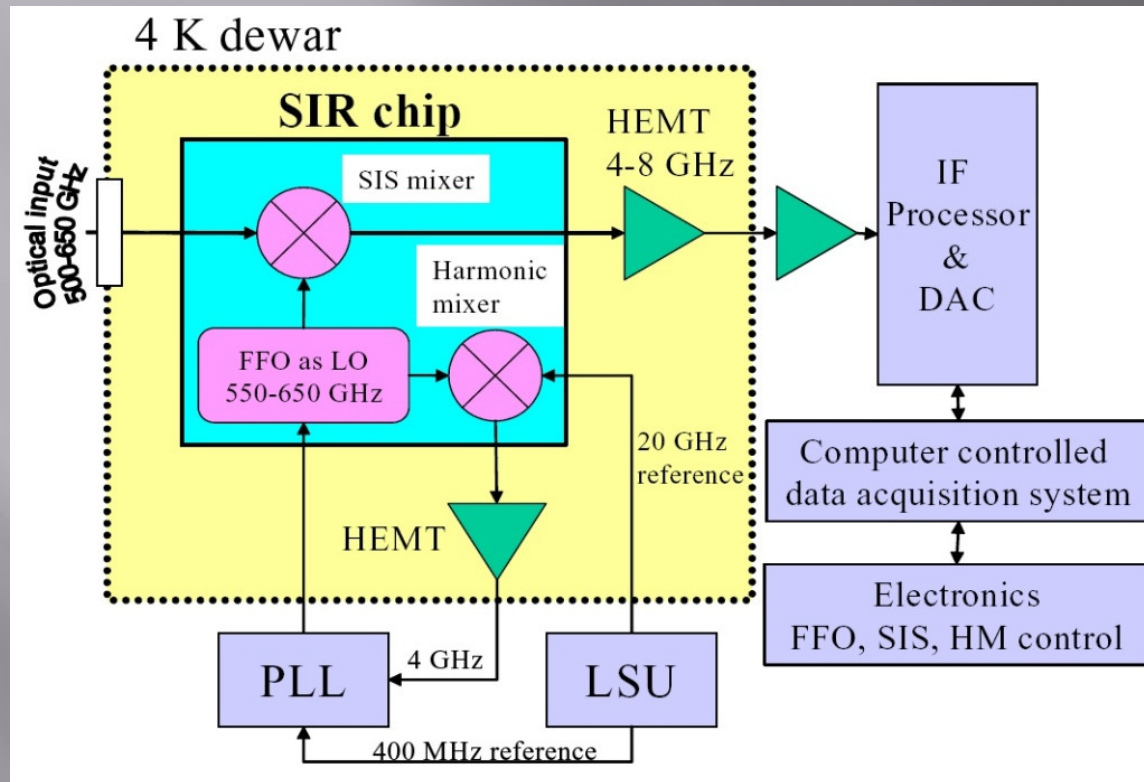 4 K dewar
SIR chip
HEMT
4-8 GHz
SIS mixer
Optical input
500-650 GHz
IF
Processor
&
DAC
Harmonic
mixer
FFO as LO
550-650 GHz
20 GHz
reference
HEMT
Computer controlled
data acquisition system
Electronics
FFO, SIS, HM control
PLL
4 GHz
LSU
400 MHz reference